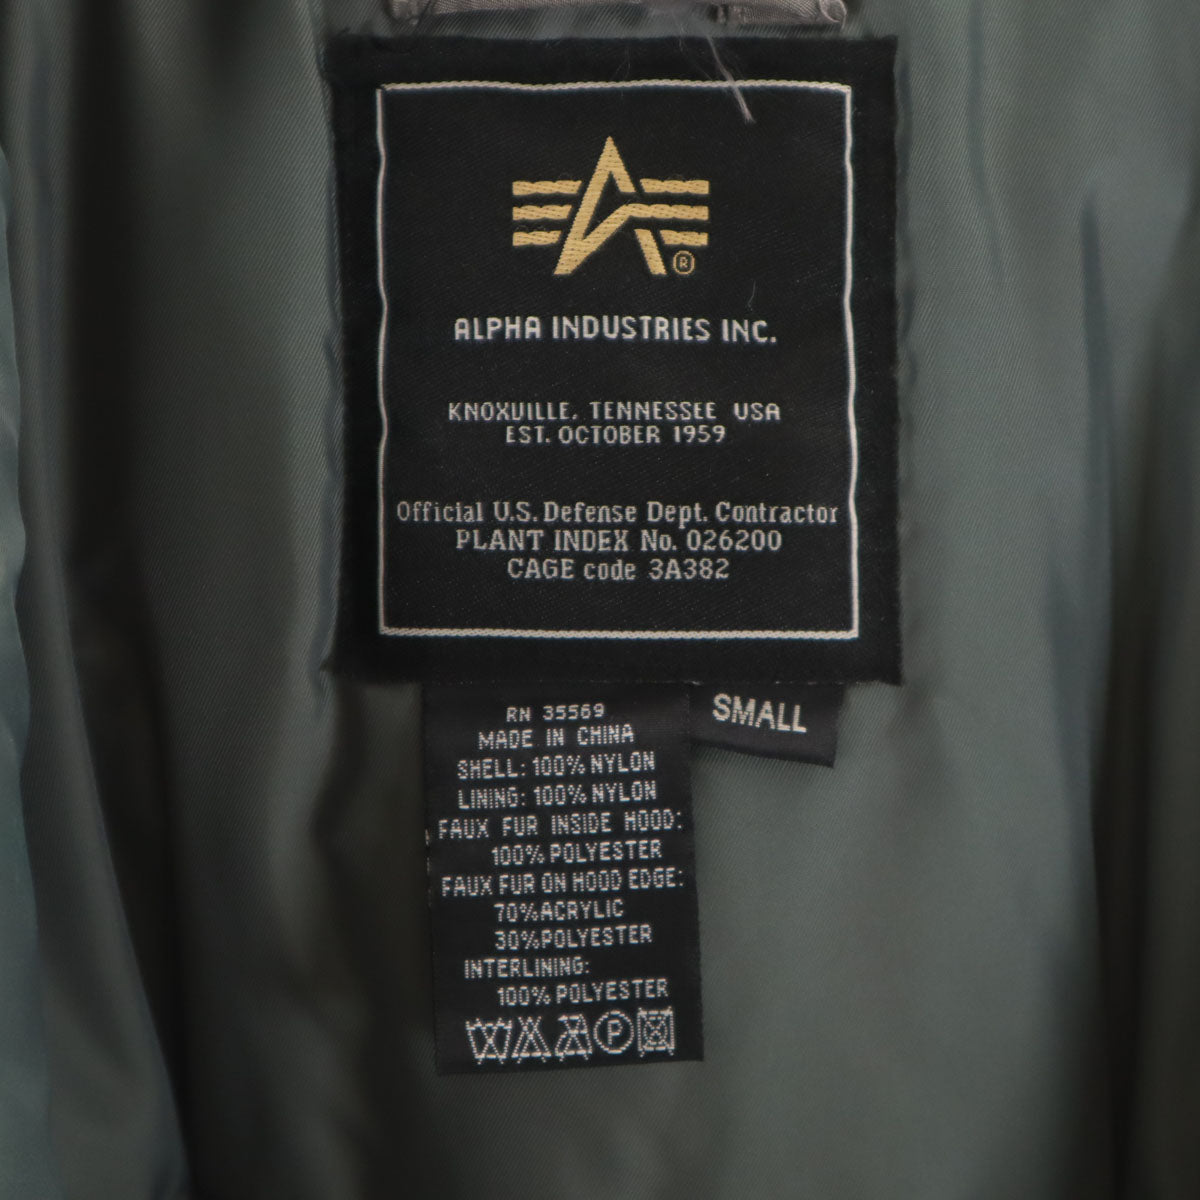 ®
ALPHA INDUSTRIES INC.
KNOXVILLE, TENNESSEE USA
EST. OCTOBER 1959
Official U.S. Defense Dept. Contractor
PLANT INDEX No. 026200
CAGE code 3A382
SMALL
RN 35569
MADE IN CHINA
SHELL: 100% NYLON
LINING: 100% NYLON
FAUX FUR INSIDE HOOD:
100% POLYESTER
FAUX FUR ON HOOD EDGE:
70% ACRYLIC
30% POLYESTER
INTERLINING:
100% POLYESTER
P